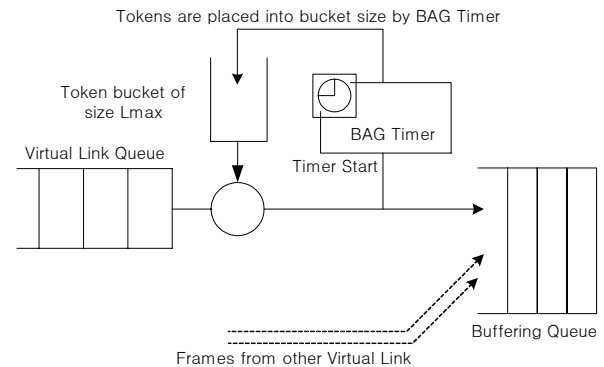 Tokens are placed into bucket size by BAG Timer
Token bucket of
size Lmax
BAG Timer
Virtual Link Queue
Timer Start
Buffering Queue
Frames from other Virtual Link